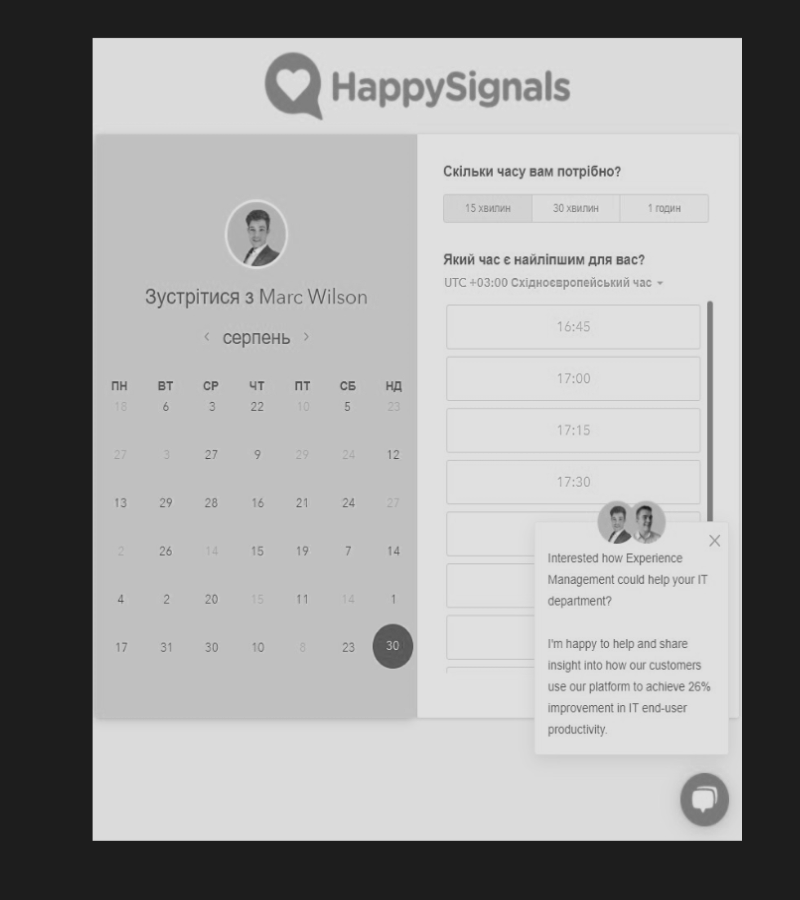 HappySignals
Зустрітися з Marc Wilson
серпень
ПН ВТ СР ЧТ ПТ СБ НД
18 6 3 22 10 5 23
27 3 27 9 29 24 12
13 29 28 16 21 24 27
2 26 14 15 19 7 14
4 2 20 15 11 14 1
17 31 30 10 8 23 30
Скільки часу вам потрібно?
15 хвилин 30 хвилин 1 годин
Який час є найліпшим для вас?
UTC +03:00 Східноєвропейський час
16:45
17:00
17:15
17:30
Interested how Experience
Management could help your IT
department?
I'm happy to help and share
insight into how our customers
use our platform to achieve 26%
improvement in IT end-user
productivity.